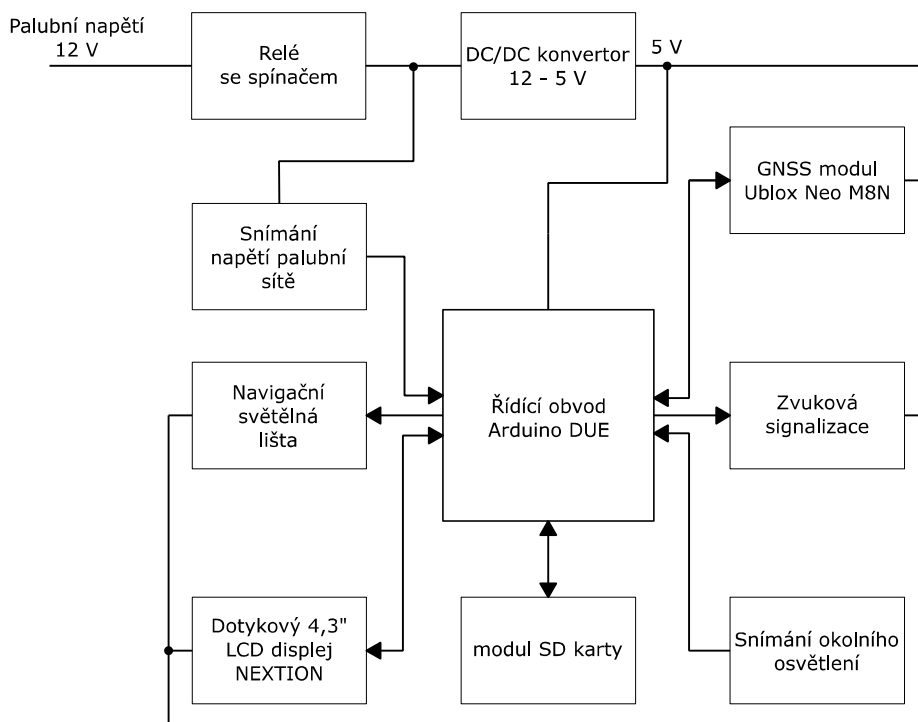 Palubní napětí
12 V
Relé
se spínačem
DC/DC konvertor
12 - 5 V
5 V
GNSS modul
Ublox Neo M8N
Snímání
napětí palubní
sítě
Navigační
světělná
lišta
Řídící obvod
Arduino DUE
Zvuková
signalizace
Dotykový 4,3"
LCD displej
NEXTION
modul SD karty
Snímání okolního
osvětlení